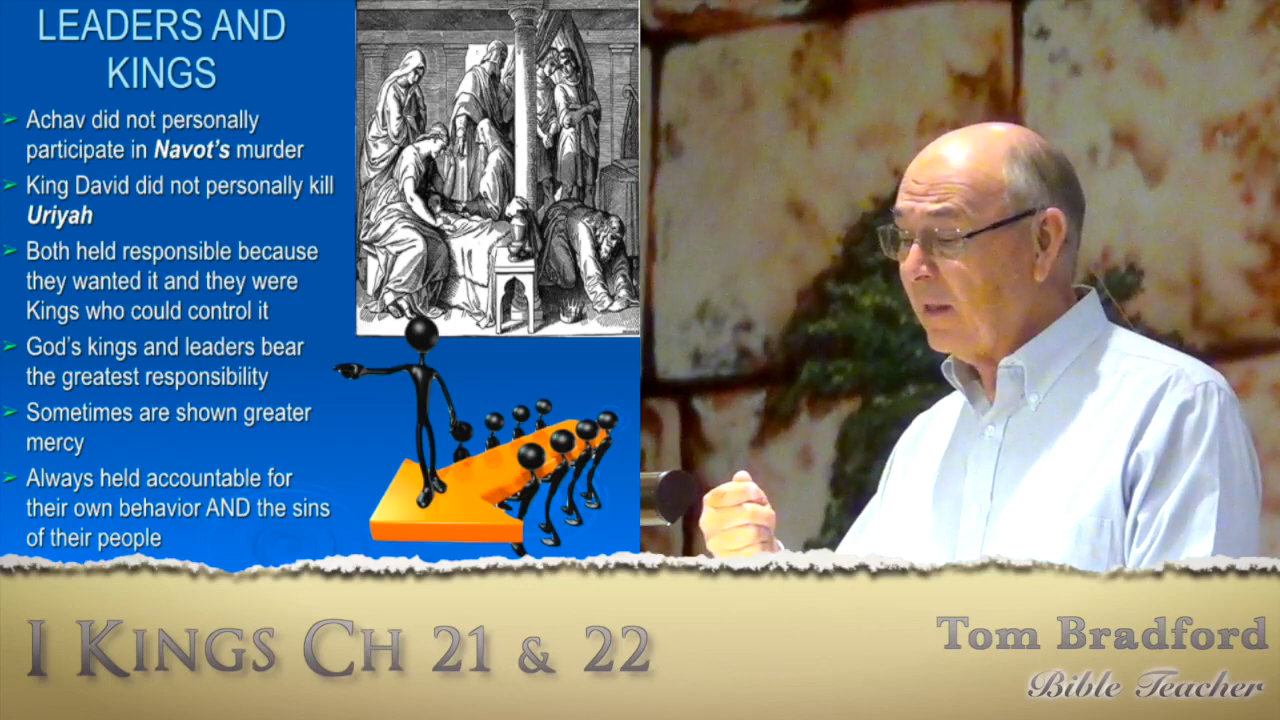 LEADERS AND
KINGS
➢ Achav did not personally
participate in Navot's murder
➢ King David did not personally kill
Uriyah
➢ Both held responsible because
they wanted it and they were
Kings who could control it
➢ God's kings and leaders bear
the greatest responsibility
➢ Sometimes are shown greater
mercy
➢ Always held accountable for
their own behavior AND the sins
of their people
I KINGS CH 21 & 22
Tom Bradford
Bible Teacher